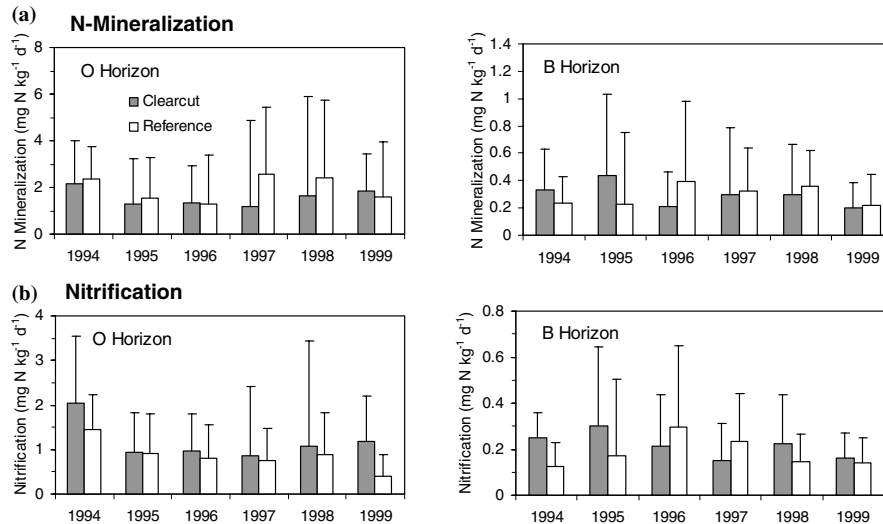 (a) N-Mineralization
N Mineralization (mg N kg⁻¹ d⁻¹)
8
6
4
2
0
O Horizon
Clearcut
Reference
1994 1995 1996 1997 1998 1999
N Mineralization (mg N kg⁻¹ d⁻¹)
1.4
1.2
1
0.8
0.6
0.4
0.2
0
B Horizon
1994 1995 1996 1997 1998 1999
(b) Nitrification
Nitrification (mg N kg⁻¹ d⁻¹)
4
3
2
1
0
O Horizon
1994 1995 1996 1997 1998 1999
Nitrification (mg N kg⁻¹ d⁻¹)
0.8
0.6
0.4
0.2
0
B Horizon
1994 1995 1996 1997 1998 1999